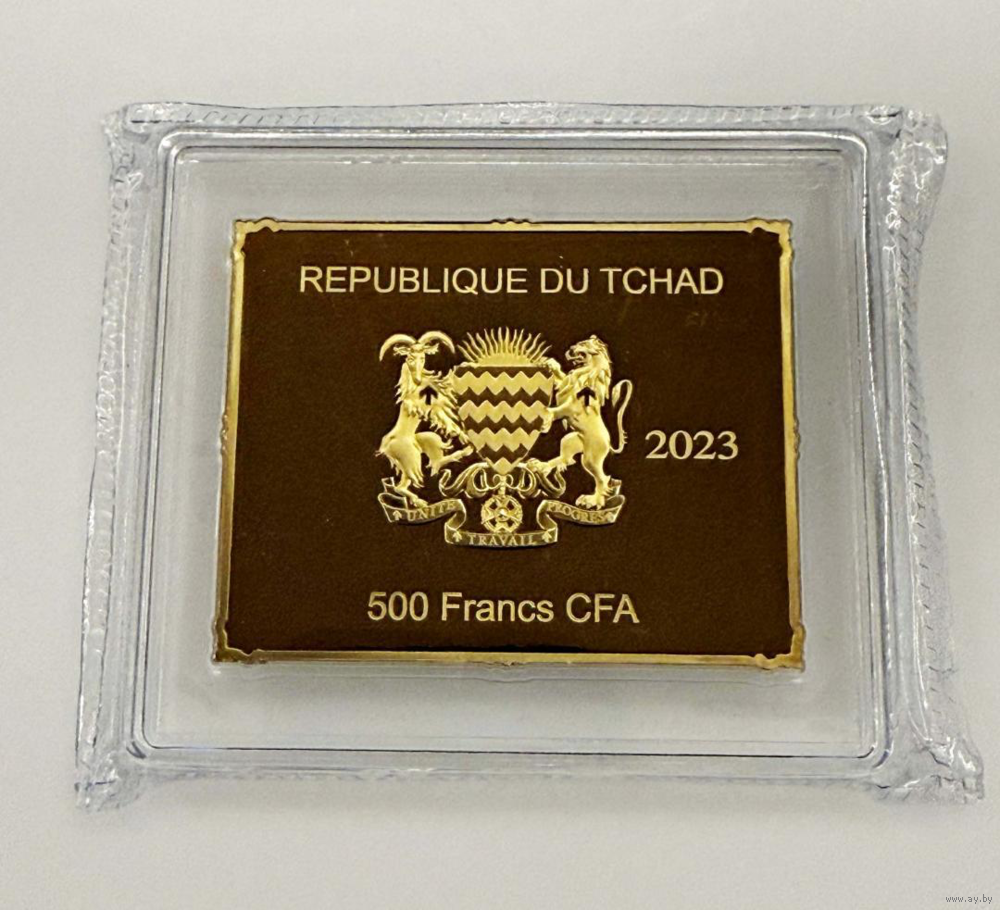 REPUBLIQUE DU TCHAD
2023
UNITE PROGRES
TRAVAIL
500 Francs CFA
www.ay.by